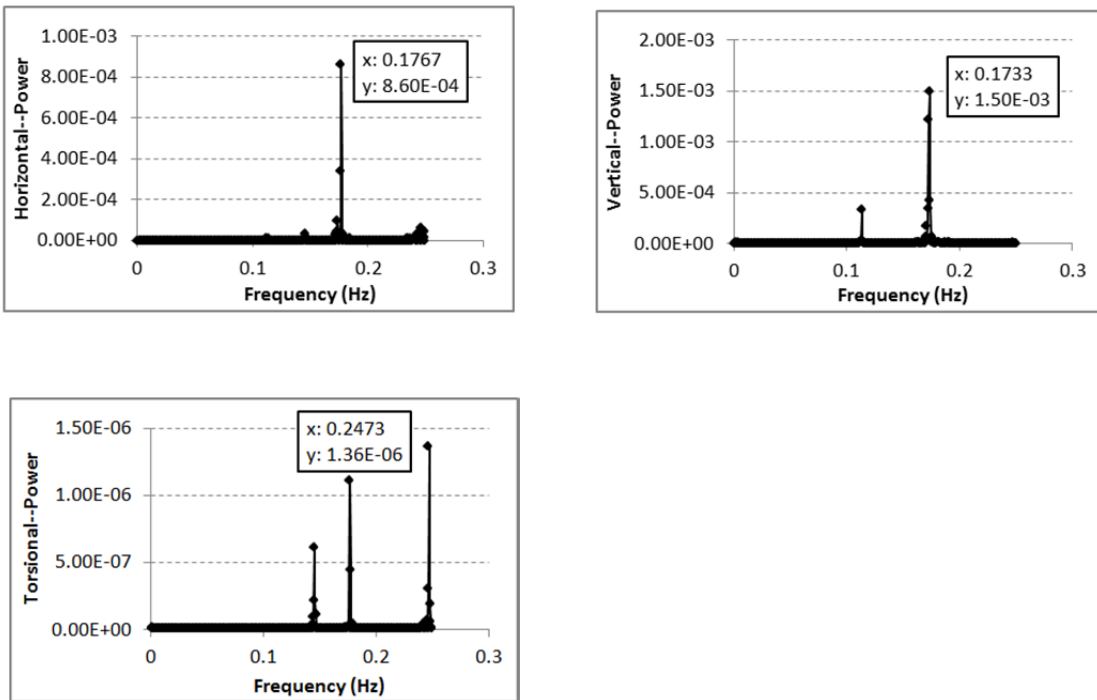 1.00E-03
8.00E-04
6.00E-04
4.00E-04
2.00E-04
0.00E+00
Horizontal--Power
x: 0.1767
y: 8.60E-04
0 0.1 0.2 0.3
Frequency (Hz)
2.00E-03
1.50E-03
1.00E-03
5.00E-04
0.00E+00
Vertical--Power
x: 0.1733
y: 1.50E-03
0 0.1 0.2 0.3
Frequency (Hz)
1.50E-06
1.00E-06
5.00E-07
0.00E+00
Torsional--Power
x: 0.2473
y: 1.36E-06
0 0.1 0.2 0.3
Frequency (Hz)